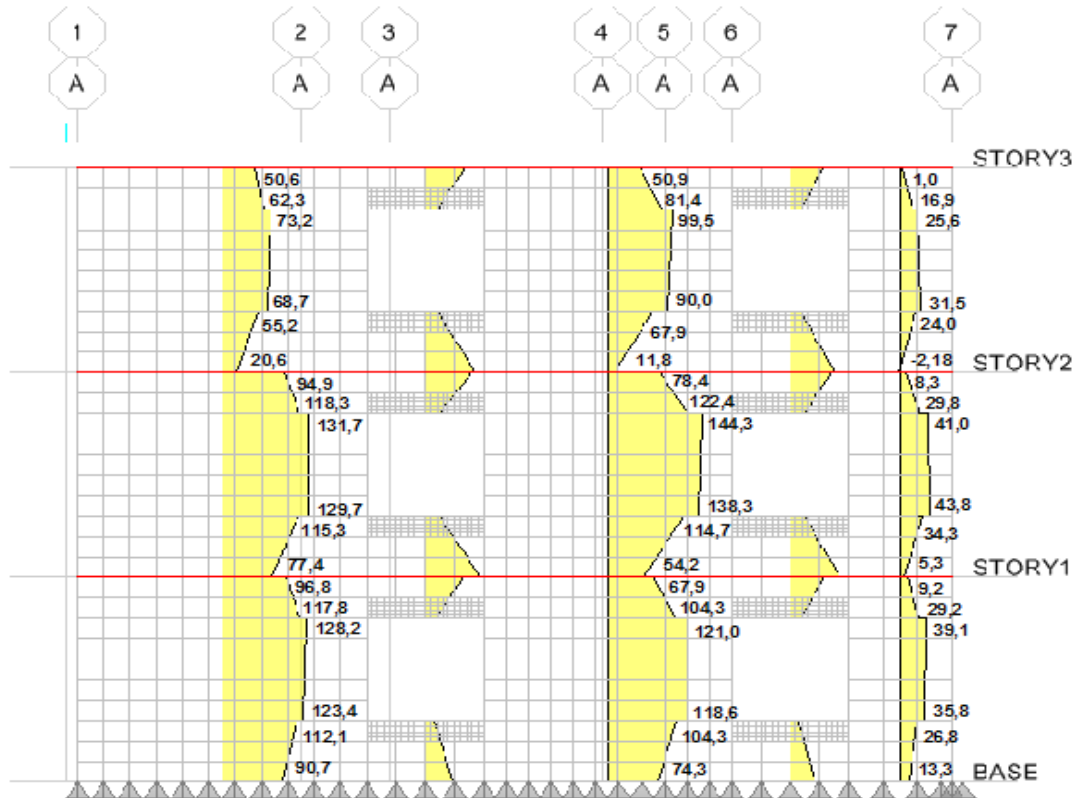 1 2 3 4 5 6 7
A A A A A A A
STORY3
50,6 50,9 1,0
62,3 81,4 16,9
73,2 99,5 25,6
68,7 90,0 31,5
55,2 67,9 24,0
20,6 11,8 -2,18
STORY2
94,9 78,4 8,3
118,3 122,4 29,8
131,7 144,3 41,0
129,7 138,3 43,8
115,3 114,7 34,3
77,4 54,2 5,3
STORY1
96,8 67,9 9,2
117,8 104,3 29,2
128,2 121,0 39,1
123,4 118,6 35,8
112,1 104,3 26,8
90,7 74,3 13,3
BASE